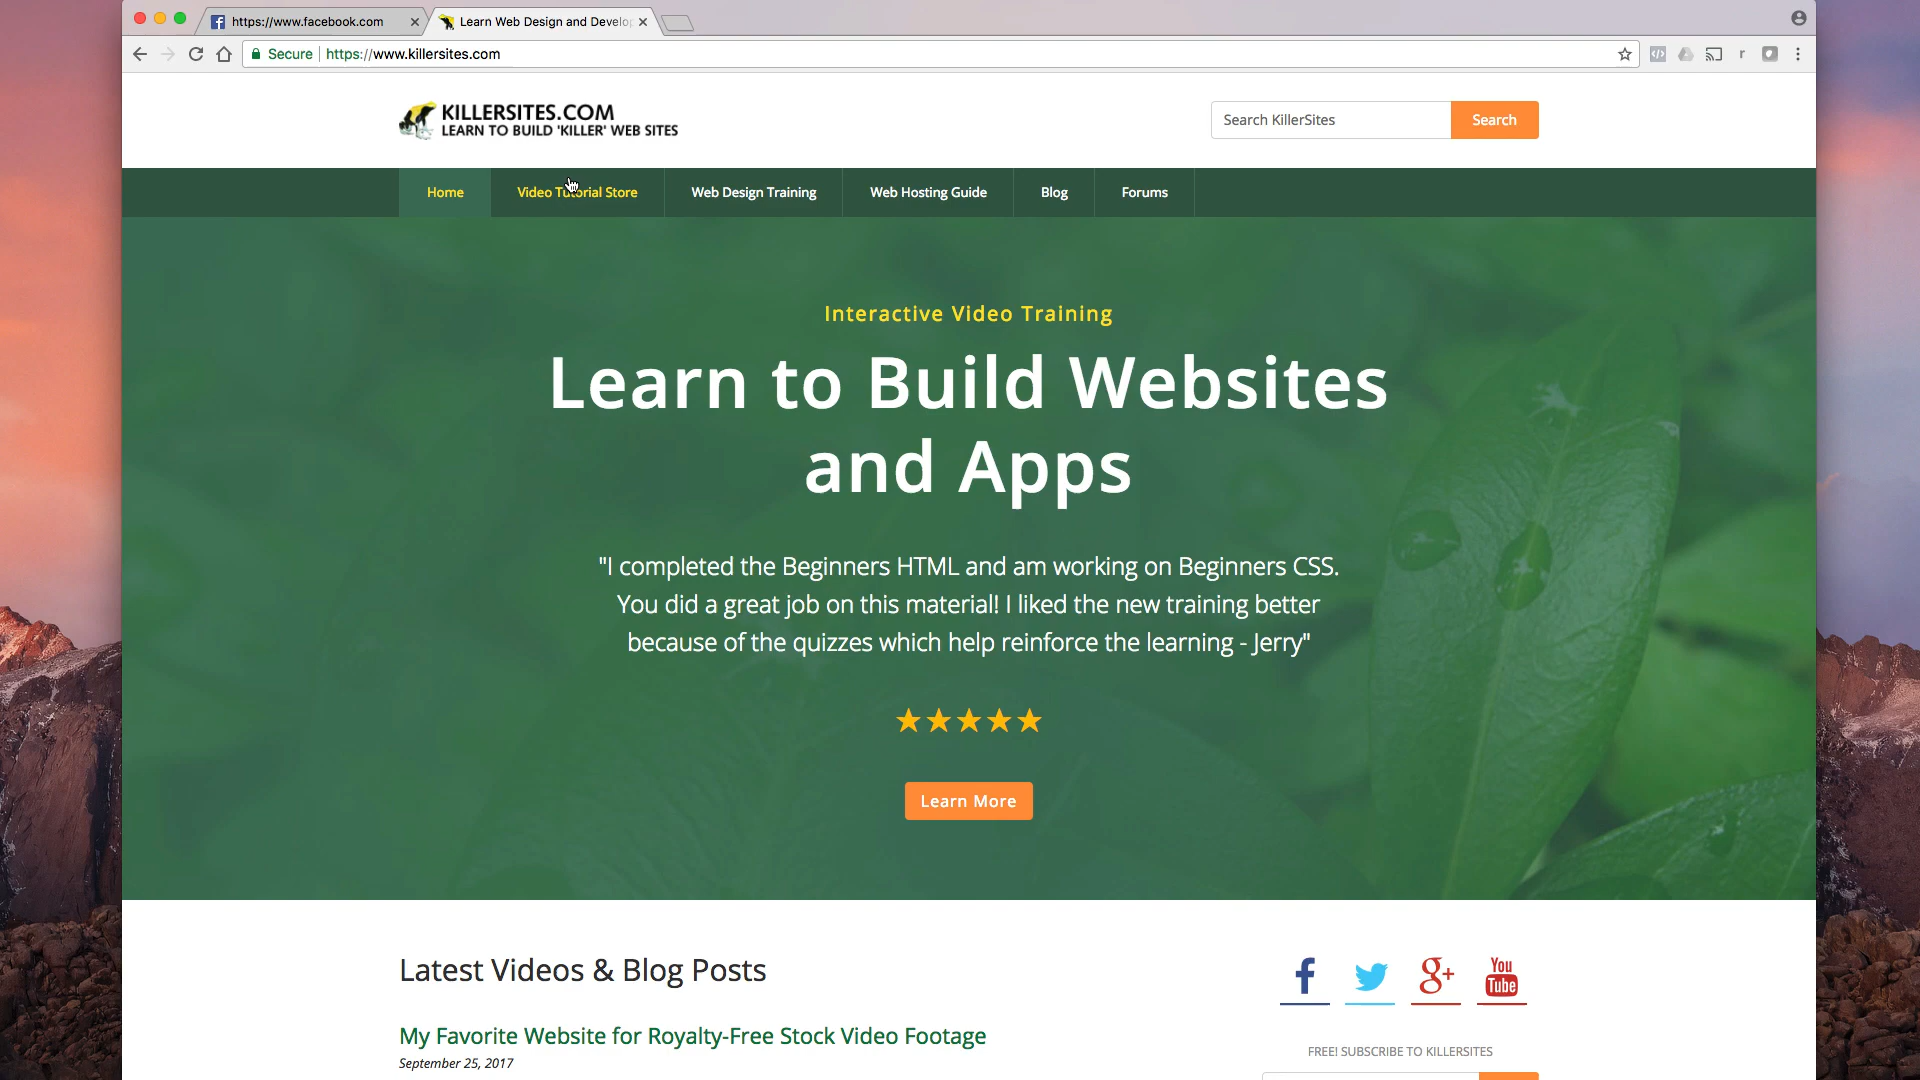 https://www.facebook.com
Learn Web Design and Develop
Secure https://www.killersites.com
r
KILLERSITES.COM
LEARN TO BUILD 'KILLER' WEB SITES
Search KillerSites
Search
Home
Video Tutorial Store
Web Design Training
Web Hosting Guide
Blog
Forums
Interactive Video Training
Learn to Build Websites
and Apps
"I completed the Beginners HTML and am working on Beginners CSS.
You did a great job on this material! I liked the new training better
because of the quizzes which help reinforce the learning - Jerry"
Learn More
Latest Videos & Blog Posts
f
g+
You
Tube
My Favorite Website for Royalty-Free Stock Video Footage
September 25, 2017
FREE! SUBSCRIBE TO KILLERSITES